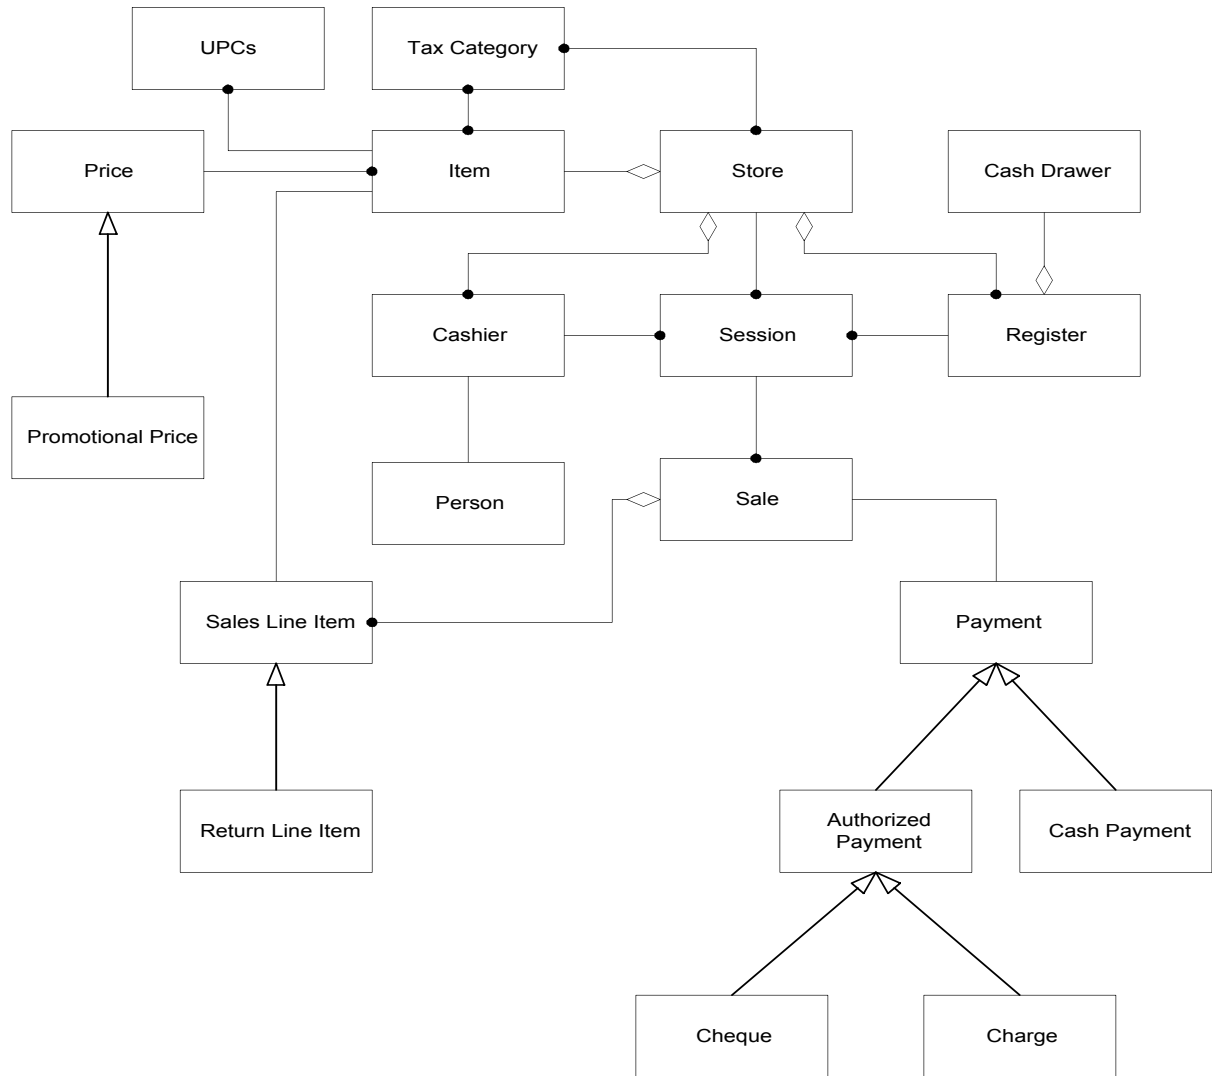 UPCs
Tax Category
Price
Item
Store
Cash Drawer
Cashier
Session
Register
Promotional Price
Person
Sale
Sales Line Item
Payment
Return Line Item
Authorized
Payment
Cash Payment
Cheque
Charge